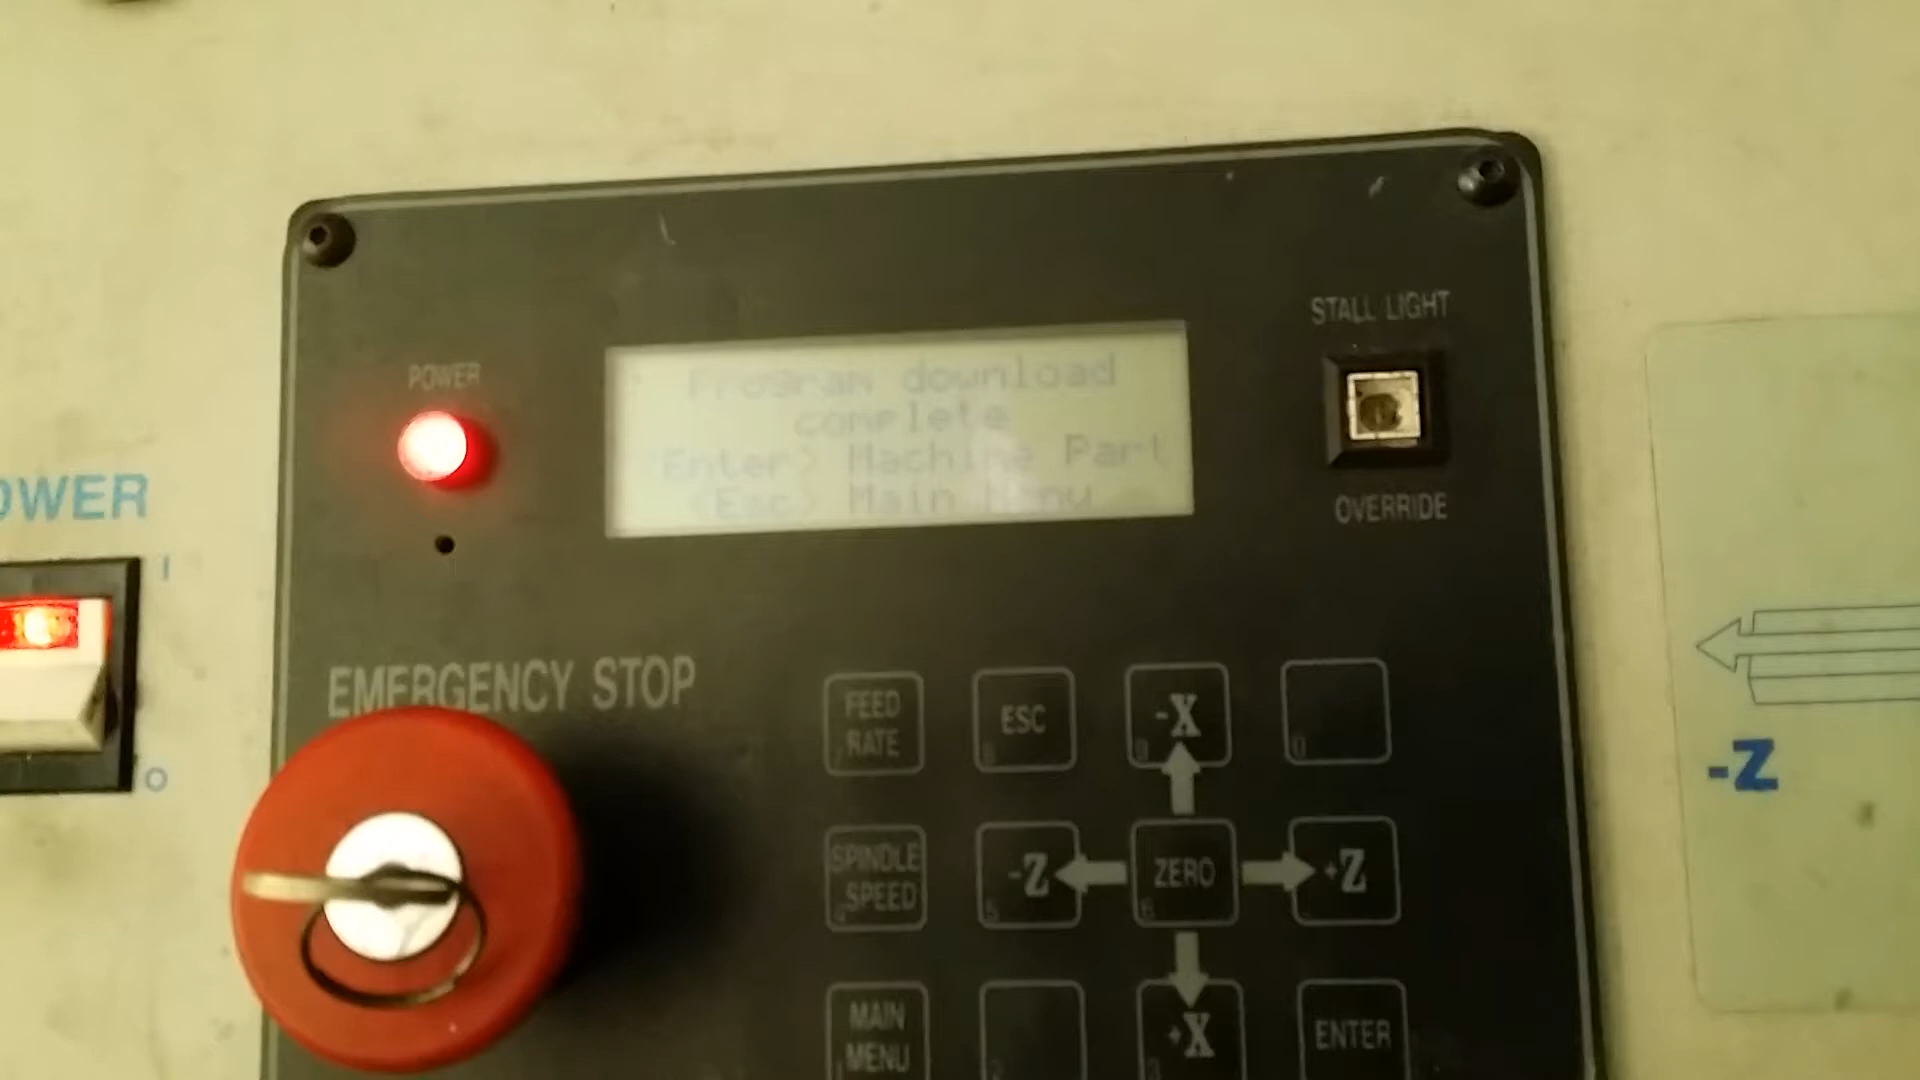 STALL LIGHT
POWER
Program download
complete
<Enter> Machine Part
<Esc> Main Menu
OVERRIDE
OWER
I
O
EMERGENCY STOP
FEED
RATE
ESC
-X
-Z
SPINDLE
SPEED
-Z
ZERO
+Z
MAIN
MENU
+X
ENTER